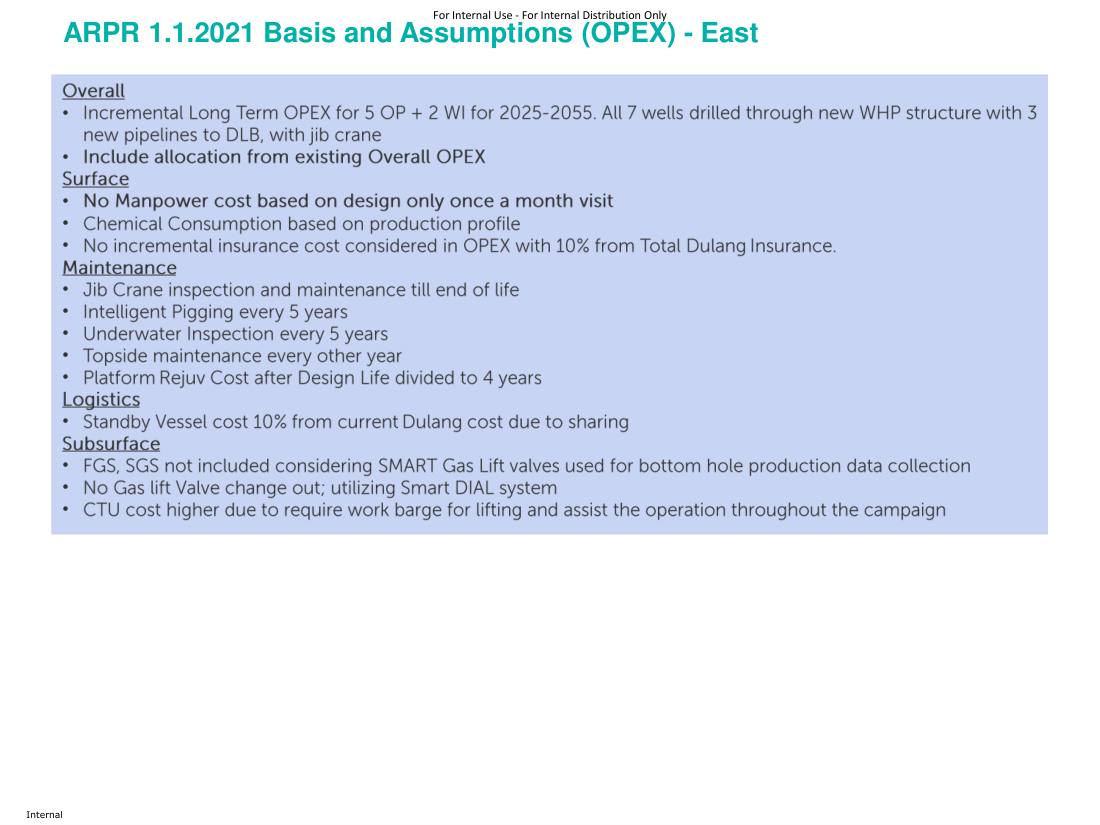 For Internal Use - For Internal Distribution Only
ARPR 1.1.2021 Basis and Assumptions (OPEX) - East
Overall
• Incremental Long Term OPEX for 5 OP + 2 WI for 2025-2055. All 7 wells drilled through new WHP structure with 3
new pipelines to DLB, with jib crane
• Include allocation from existing Overall OPEX
Surface
• No Manpower cost based on design only once a month visit
• Chemical Consumption based on production profile
• No incremental insurance cost considered in OPEX with 10% from Total Dulang Insurance.
Maintenance
• Jib Crane inspection and maintenance till end of life
• Intelligent Pigging every 5 years
• Underwater Inspection every 5 years
• Topside maintenance every other year
• Platform Rejuv Cost after Design Life divided to 4 years
Logistics
• Standby Vessel cost 10% from current Dulang cost due to sharing
Subsurface
• FGS, SGS not included considering SMART Gas Lift valves used for bottom hole production data collection
• No Gas lift Valve change out; utilizing Smart DIAL system
• CTU cost higher due to require work barge for lifting and assist the operation throughout the campaign
Internal